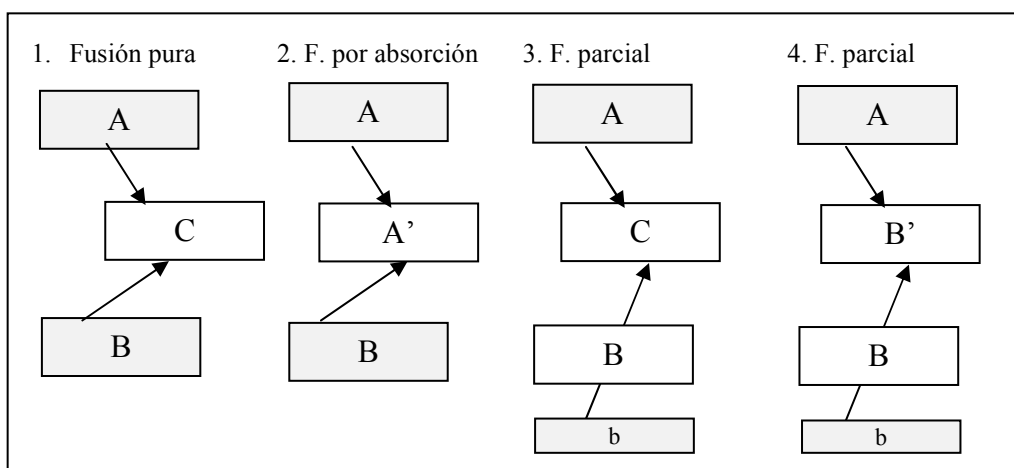 1. Fusión pura
2. F. por absorción
3. F. parcial
4. F. parcial
A
A
A
A
C
A’
C
B’
B
B
B
B
b
b